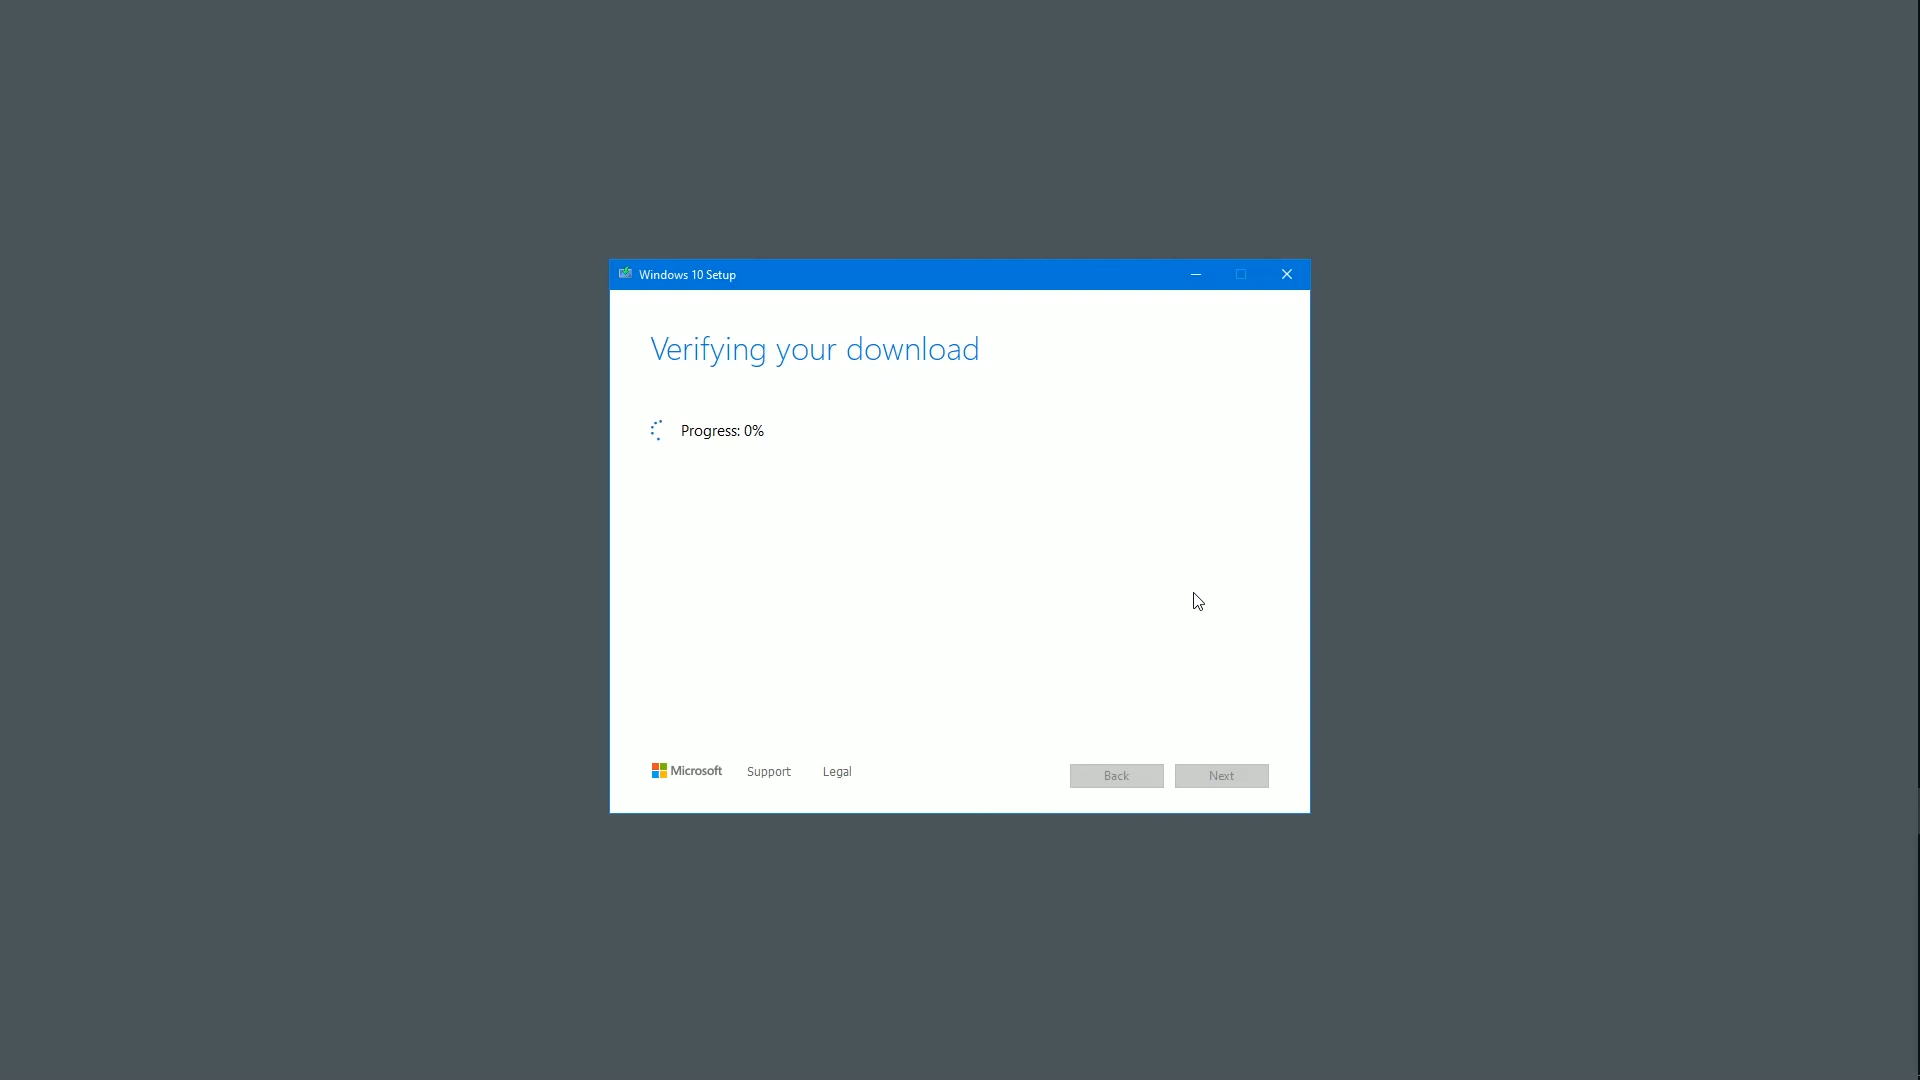 Windows 10 Setup
Verifying your download
Progress: 0%
Microsoft Support Legal
Back Next